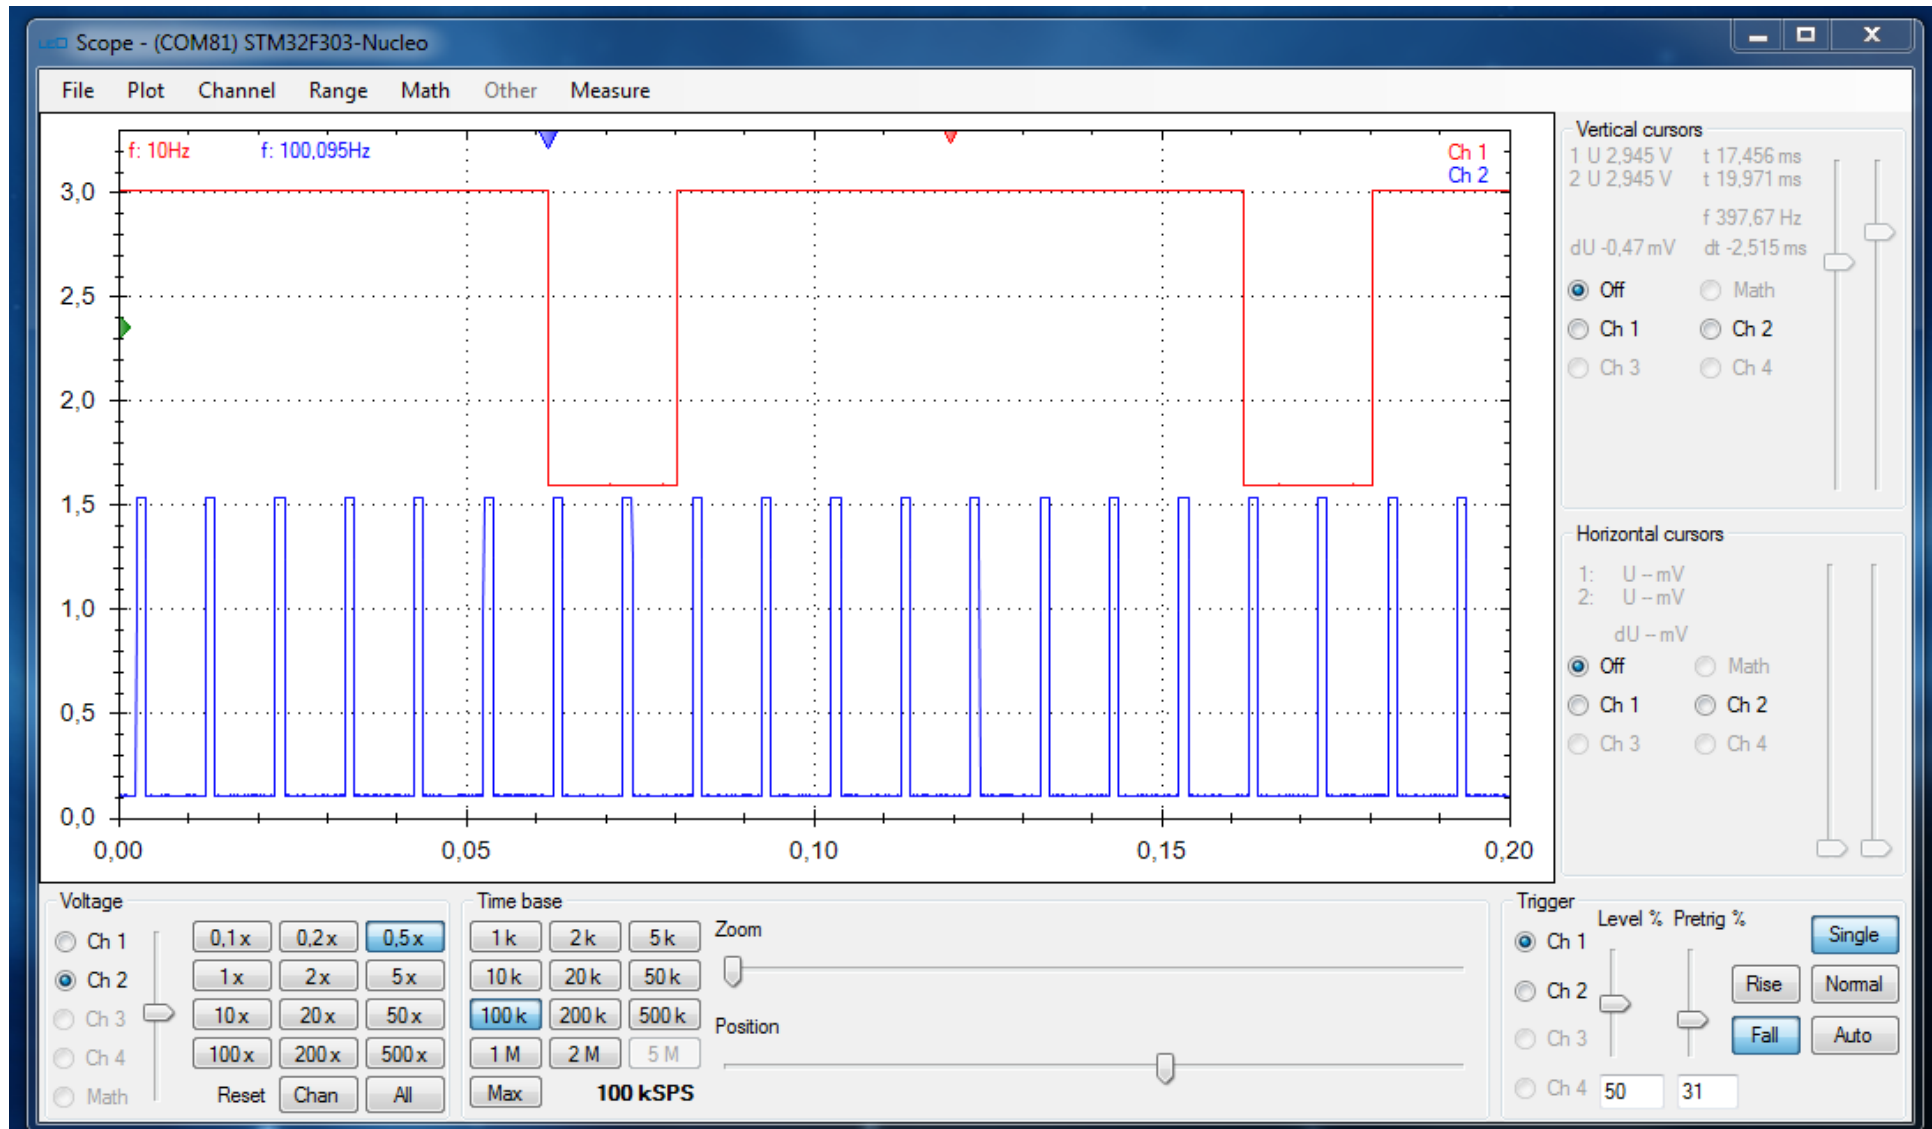 LEO Scope - (COM81) STM32F303-Nucleo
File Plot Channel Range Math Other Measure
f: 10Hz f: 100,095Hz Ch 1
Ch 2
3,0
2,5
2,0
1,5
1,0
0,5
0,0
0,00 0,05 0,10 0,15 0,20
Vertical cursors
1 U 2,945 V t 17,456 ms
2 U 2,945 V t 19,971 ms
f 397,67 Hz
dU -0,47 mV dt -2,515 ms
Off Math
Ch 1 Ch 2
Ch 3 Ch 4
Horizontal cursors
1: U -- mV
2: U -- mV
dU -- mV
Off Math
Ch 1 Ch 2
Ch 3 Ch 4
Voltage
Ch 1 0,1 x 0,2 x 0,5 x
Ch 2 1 x 2 x 5 x
Ch 3 10 x 20 x 50 x
Ch 4 100 x 200 x 500 x
Math Reset Chan All
Time base
1 k 2 k 5 k Zoom
10 k 20 k 50 k
100 k 200 k 500 k Position
1 M 2 M 5 M
Max 100 kSPS
Trigger
Level % Pretrig %
Ch 1 Single
Ch 2 Rise Normal
Ch 3 Fall Auto
Ch 4 50 31